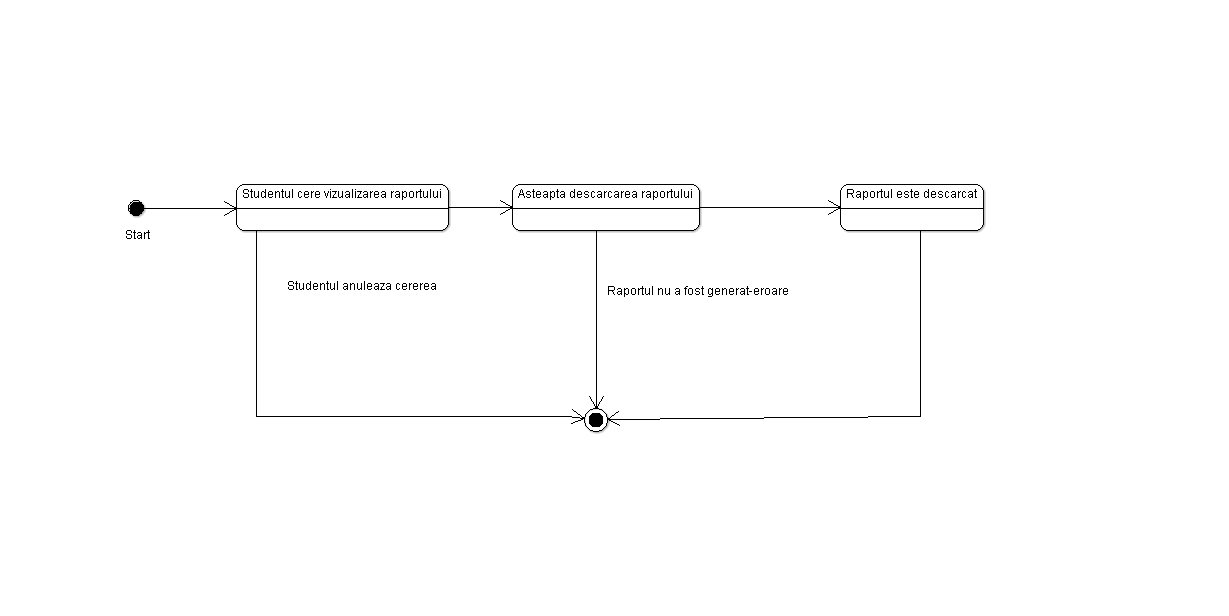 Studentul cere vizualizarea raportului
Asteapta descarcarea raportului
Raportul este descarcat
Start
Studentul anuleaza cererea
Raportul nu a fost generat-eroare